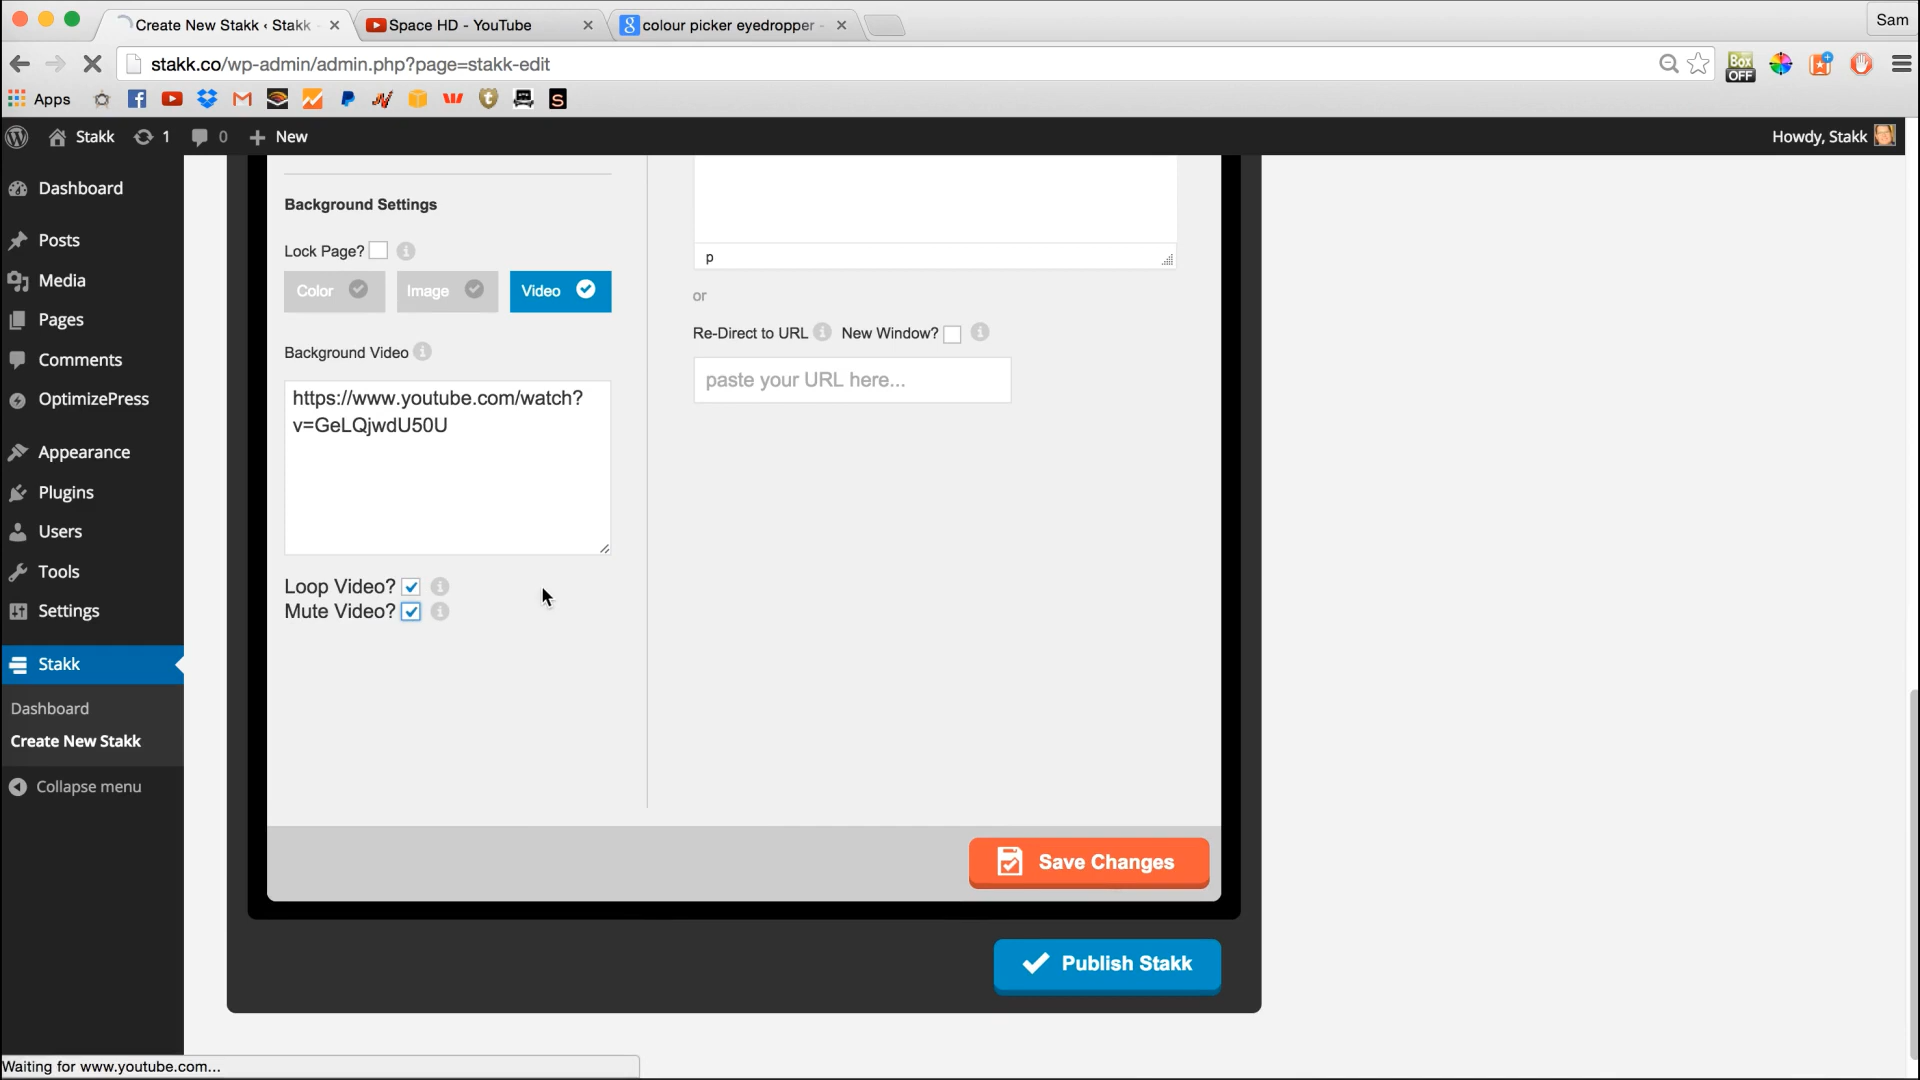 Create New Stakk ‹ Stakk
Space HD - YouTube
colour picker eyedropper -
Sam
stakk.co/wp-admin/admin.php?page=stakk-edit
Box
OFF
Apps
Stakk
1
0
New
Howdy, Stakk
Dashboard
Posts
Media
Pages
Comments
OptimizePress
Appearance
Plugins
Users
Tools
Settings
Stakk
Dashboard
Create New Stakk
Collapse menu
Background Settings
Lock Page?
Color
Image
Video
Background Video
https://www.youtube.com/watch?
v=GeLQjwdU50U
Loop Video?
Mute Video?
p
or
Re-Direct to URL
New Window?
paste your URL here...
Save Changes
Publish Stakk
Waiting for www.youtube.com...